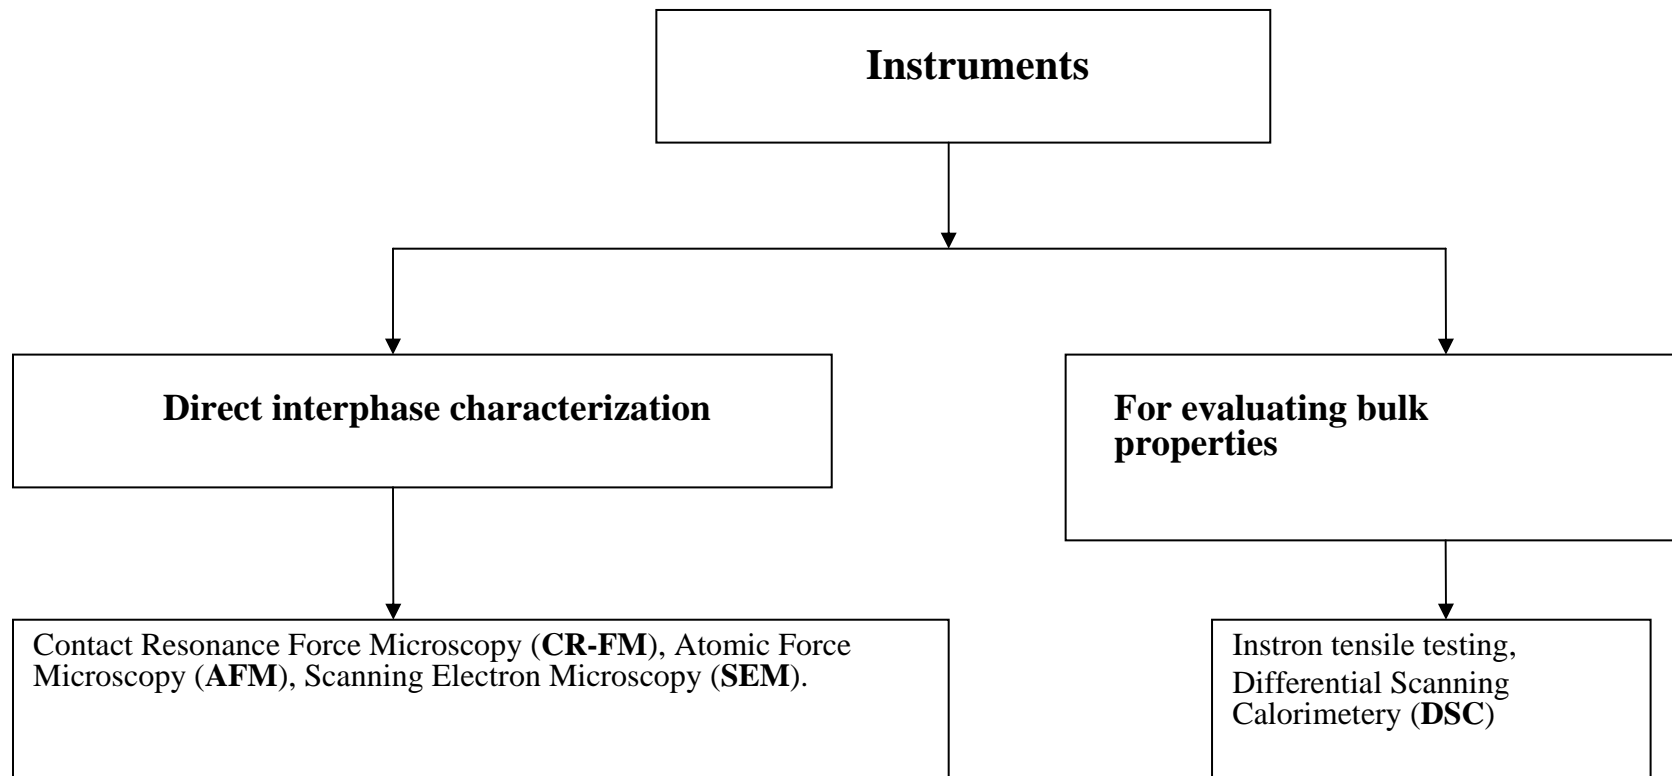 Instruments
Direct interphase characterization
For evaluating bulk
properties
Contact Resonance Force Microscopy (CR-FM), Atomic Force
Microscopy (AFM), Scanning Electron Microscopy (SEM).
Instron tensile testing,
Differential Scanning
Calorimetery (DSC)